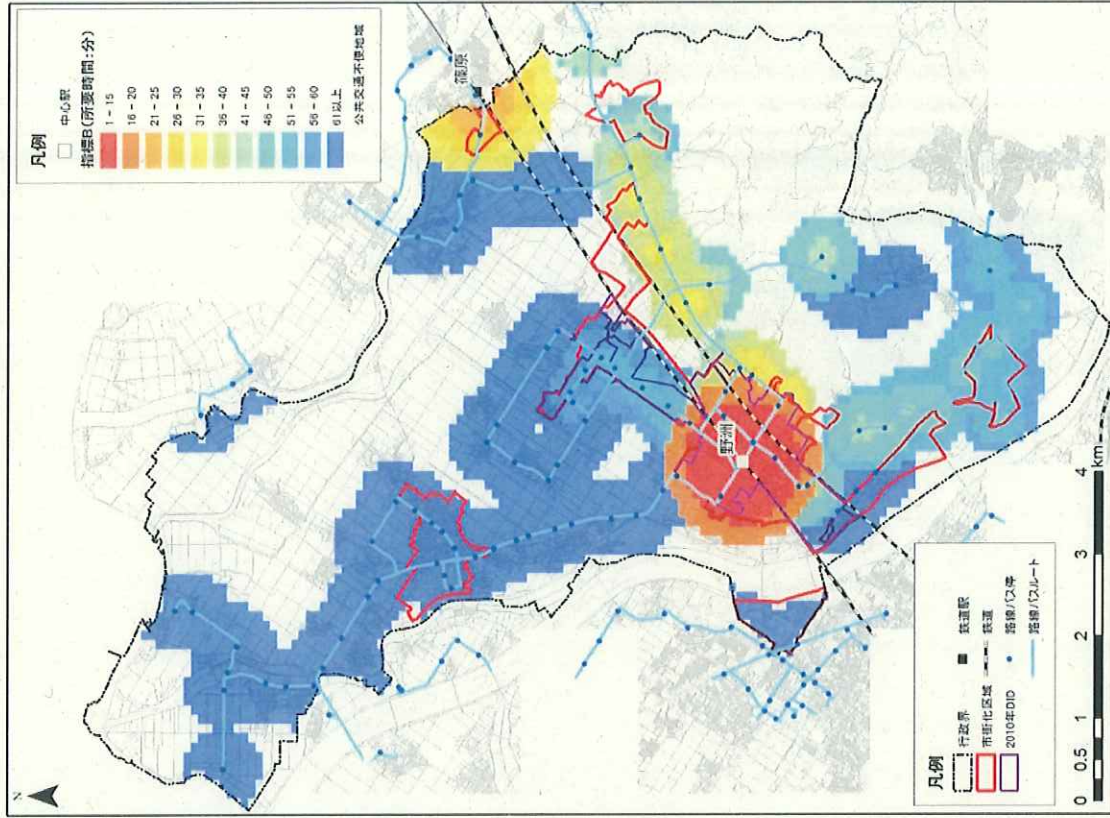 凡例
中心駅
指標B(所要時間:分)
1 - 15
16 - 20
21 - 25
26 - 30
31 - 35
36 - 40
41 - 45
46 - 50
51 - 55
56 - 60
61以上
公共交通不便地域
篠原
野洲
N
凡例
行政界
市街化区域
2010年DID
鉄道駅
鉄道
路線バス停
路線バスルート
0 0.5 1 2 3 4
km